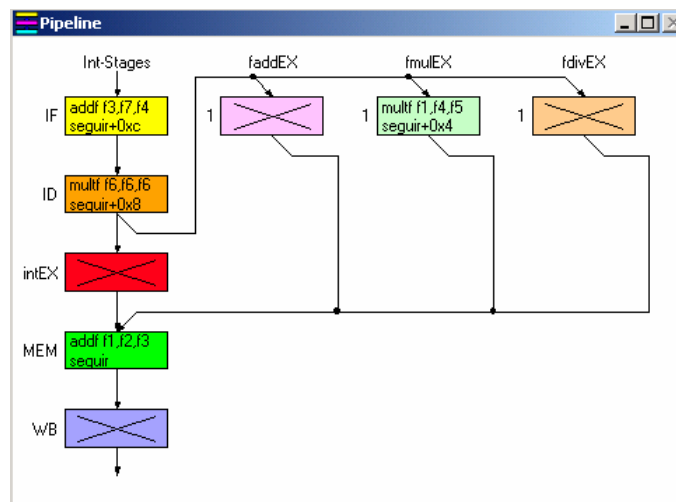 Pipeline
Int-Stages
faddEX
fmulEX
fdivEX
IF
addf f3,f7,f4
seguir+0xc
1
1
multf f1,f4,f5
seguir+0x4
1
ID
multf f6,f6,f6
seguir+0x8
intEX
MEM
addf f1,f2,f3
seguir
WB